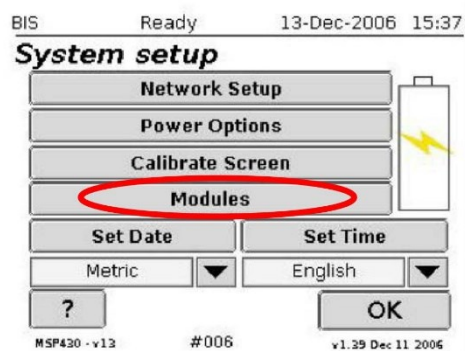 BIS Ready 13-Dec-2006 15:37
System setup
Network Setup
Power Options
Calibrate Screen
Modules
Set Date Set Time
Metric English
? OK
MSP430 - v13 #006 v1.39 Dec 11 2006